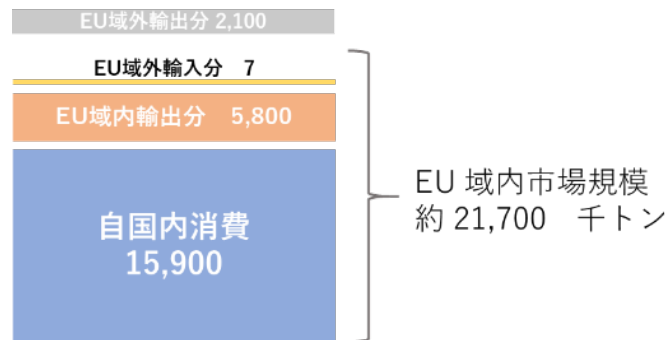 EU域外輸出分 2,100
EU域外輸入分　7
EU域内輸出分　5,800
自国内消費
15,900
EU 域内市場規模
約 21,700　千トン